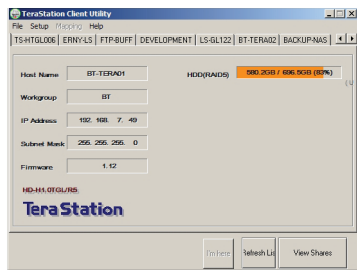 TeraStation Client Utility
File Setup Mapping Help
TS-HTGL006 ERNY-LS FTP-BUFF DEVELOPMENT LS-GL122 BT-TERA02 BACKUP-NAS
Host Name BT-TERA01 HDD(RAID5) 580.2GB / 696.5GB (83%)
Workgroup BT
IP Address 192. 168. 7. 49
Subnet Mask 255. 255. 255. 0
Firmware 1.12
HD-H1.0TGL/R5
TeraStation
I'm here Refresh Lis View Shares